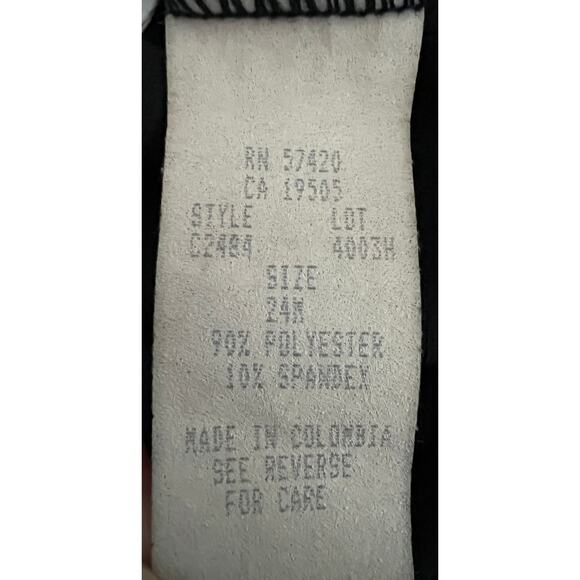 RN 57420
CA 19505
STYLE LOT
C2484 4003H
SIZE
24W
90% POLYESTER
10% SPANDEX
MADE IN COLOMBIA
SEE REVERSE
FOR CARE